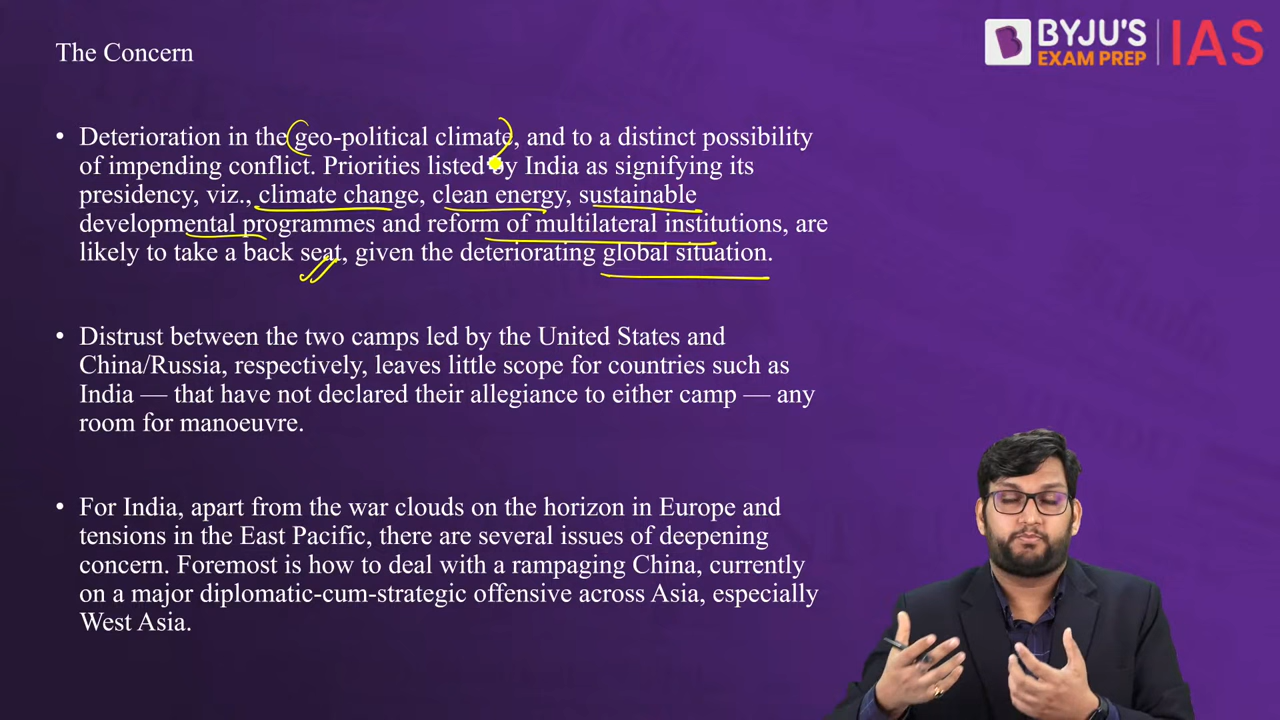 The Concern
BYJU'S
EXAM PREP
IAS
• Deterioration in the geo-political climate, and to a distinct possibility
of impending conflict. Priorities listed by India as signifying its
presidency, viz., climate change, clean energy, sustainable
developmental programmes and reform of multilateral institutions, are
likely to take a back seat, given the deteriorating global situation.
• Distrust between the two camps led by the United States and
China/Russia, respectively, leaves little scope for countries such as
India — that have not declared their allegiance to either camp — any
room for manoeuvre.
• For India, apart from the war clouds on the horizon in Europe and
tensions in the East Pacific, there are several issues of deepening
concern. Foremost is how to deal with a rampaging China, currently
on a major diplomatic-cum-strategic offensive across Asia, especially
West Asia.